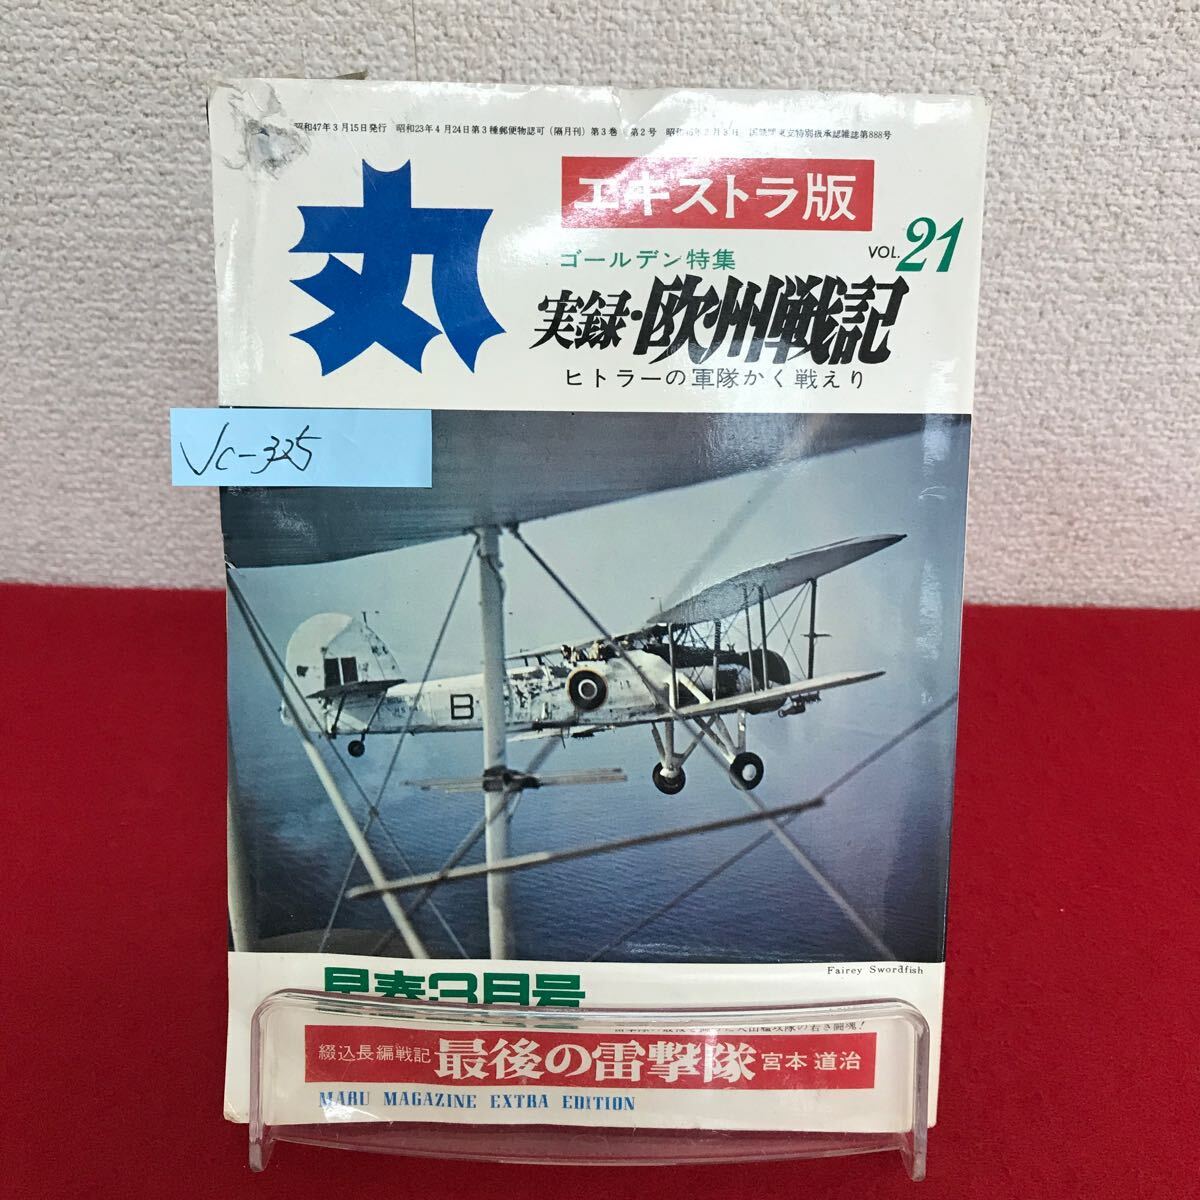 昭和47年3月15日発行 昭和23年4月24日第3種郵便物認可(隔月刊)第3巻 第2号
丸
エキストラ版
VOL.21
ゴールデン特集
実録・欧州戦記
ヒトラーの軍隊かく戦えり
Jc-325
B
Fairey Swordfish
早春3月号
綴込長編戦記 最後の雷撃隊 宮本 道治
MARU MAGAZINE EXTRA EDITION